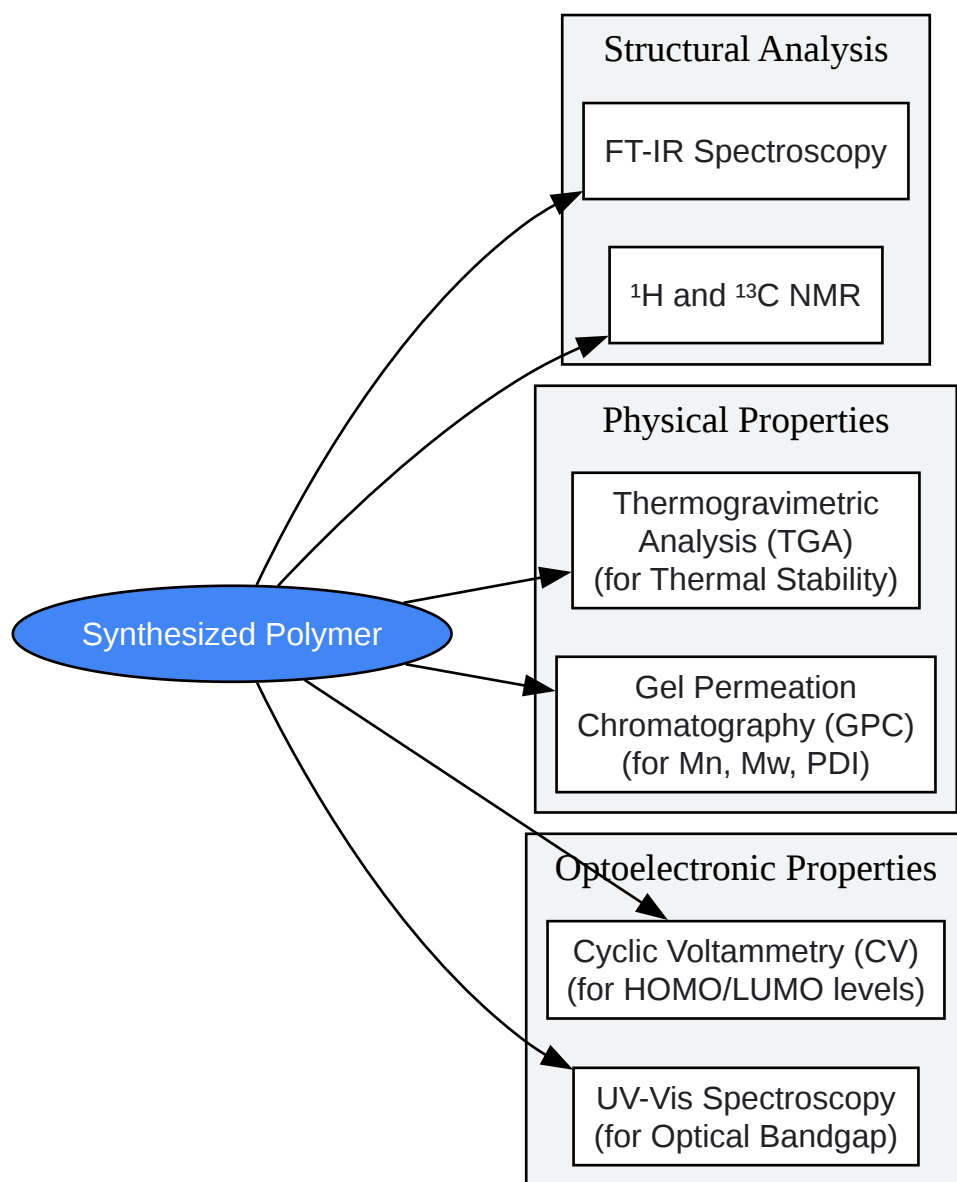 Structural Analysis
FT-IR Spectroscopy
¹H and ¹³C NMR
Physical Properties
Thermogravimetric
Analysis (TGA)
(for Thermal Stability)
Synthesized Polymer
Gel Permeation
Chromatography (GPC)
(for Mn, Mw, PDI)
Optoelectronic Properties
Cyclic Voltammetry (CV)
(for HOMO/LUMO levels)
UV-Vis Spectroscopy
(for Optical Bandgap)